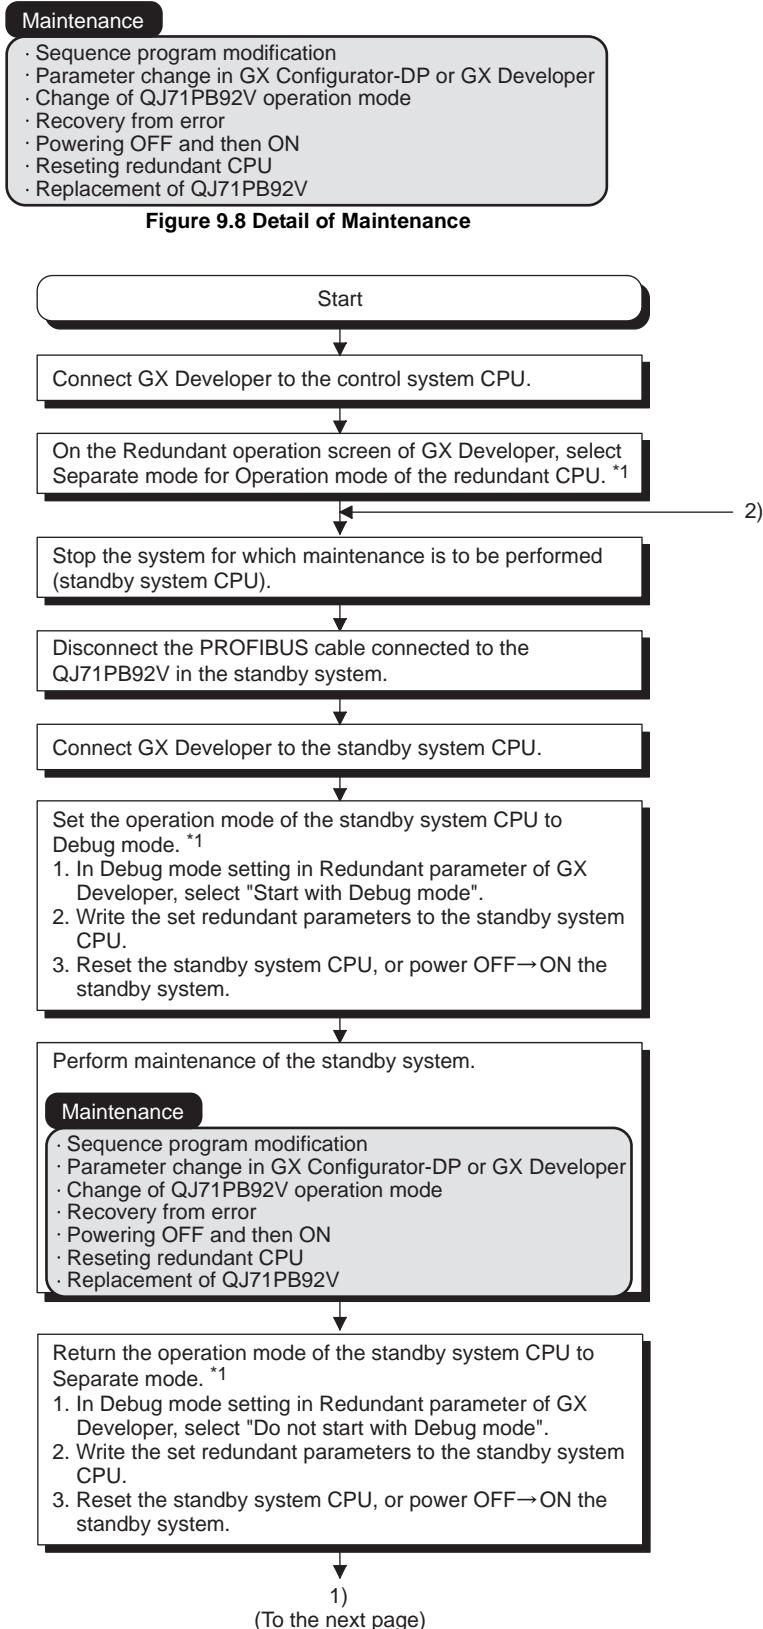 Maintenance
· Sequence program modification
· Parameter change in GX Configurator-DP or GX Developer
· Change of QJ71PB92V operation mode
· Recovery from error
· Powering OFF and then ON
· Reseting redundant CPU
· Replacement of QJ71PB92V
Figure 9.8 Detail of Maintenance
Start
Connect GX Developer to the control system CPU.
On the Redundant operation screen of GX Developer, select
Separate mode for Operation mode of the redundant CPU. *1
2)
Stop the system for which maintenance is to be performed
(standby system CPU).
Disconnect the PROFIBUS cable connected to the
QJ71PB92V in the standby system.
Connect GX Developer to the standby system CPU.
Set the operation mode of the standby system CPU to
Debug mode. *1
1. In Debug mode setting in Redundant parameter of GX
Developer, select "Start with Debug mode".
2. Write the set redundant parameters to the standby system
CPU.
3. Reset the standby system CPU, or power OFF→ON the
standby system.
Perform maintenance of the standby system.
Maintenance
· Sequence program modification
· Parameter change in GX Configurator-DP or GX Developer
· Change of QJ71PB92V operation mode
· Recovery from error
· Powering OFF and then ON
· Reseting redundant CPU
· Replacement of QJ71PB92V
Return the operation mode of the standby system CPU to
Separate mode. *1
1. In Debug mode setting in Redundant parameter of GX
Developer, select "Do not start with Debug mode".
2. Write the set redundant parameters to the standby system
CPU.
3. Reset the standby system CPU, or power OFF→ON the
standby system.
1)
(To the next page)